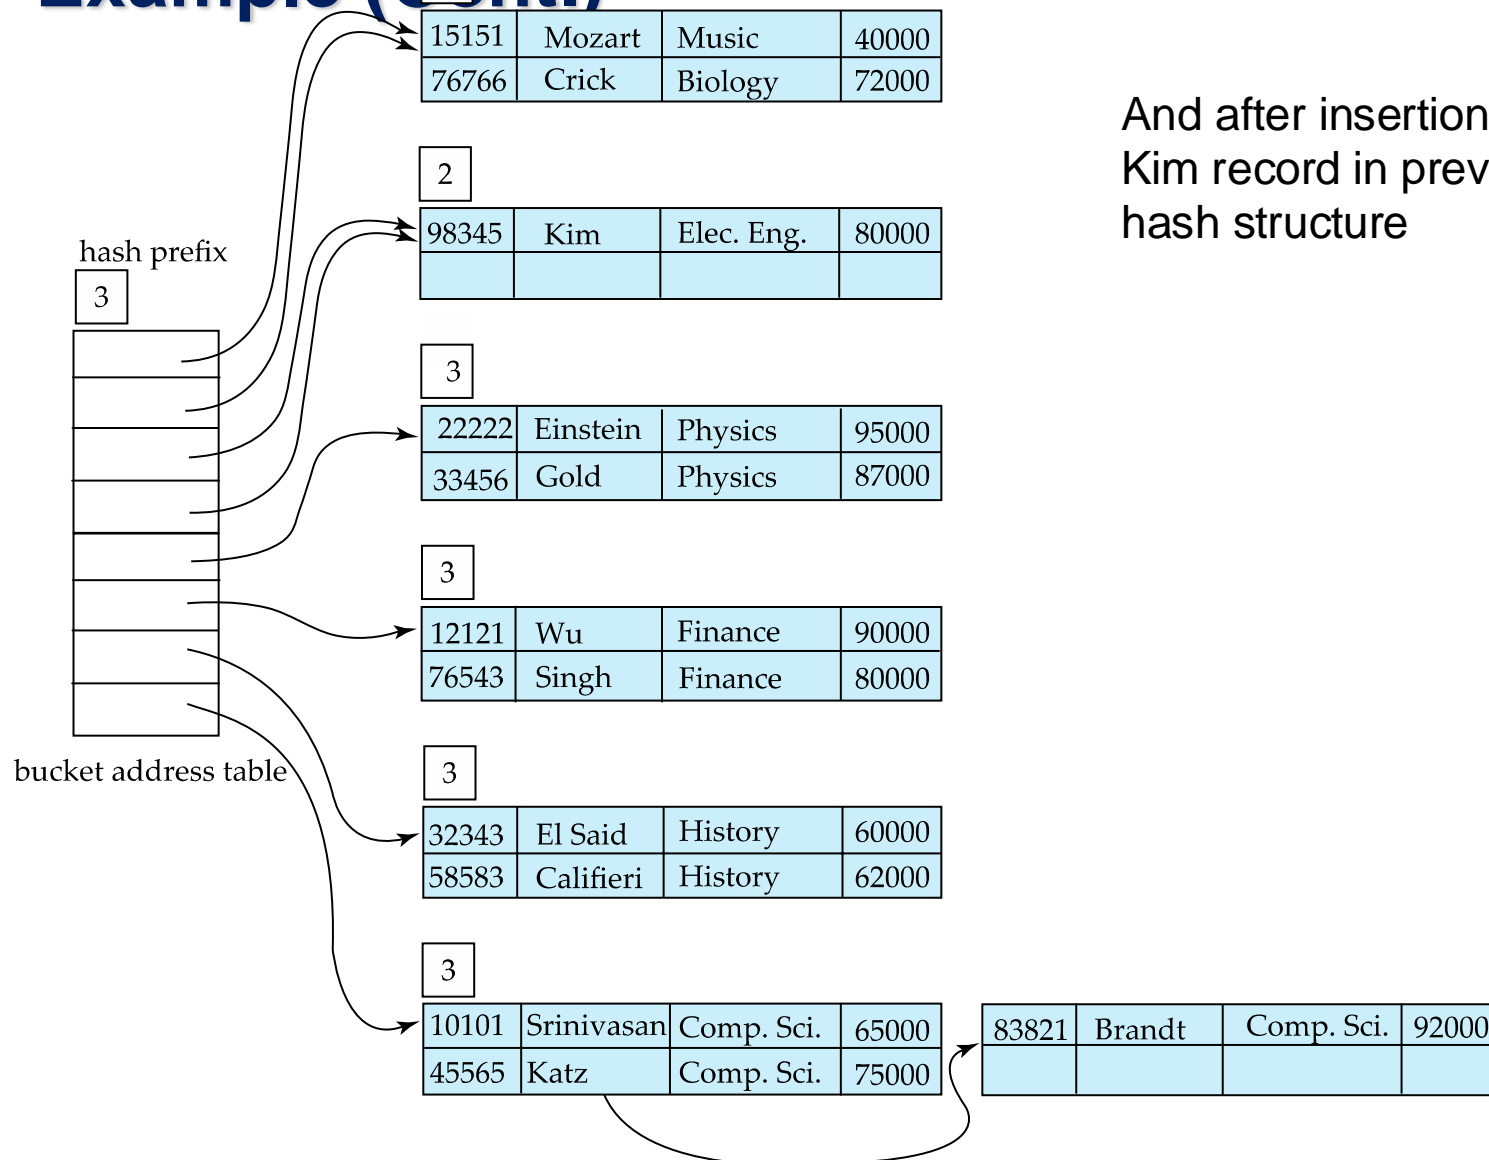 Example (Cont.)
15151 Mozart Music 40000
76766 Crick Biology 72000
And after insertion
Kim record in prev
hash structure
2
98345 Kim Elec. Eng. 80000
hash prefix
3
3
22222 Einstein Physics 95000
33456 Gold Physics 87000
3
12121 Wu Finance 90000
76543 Singh Finance 80000
bucket address table
3
32343 El Said History 60000
58583 Califieri History 62000
3
10101 Srinivasan Comp. Sci. 65000
45565 Katz Comp. Sci. 75000
83821 Brandt Comp. Sci. 92000